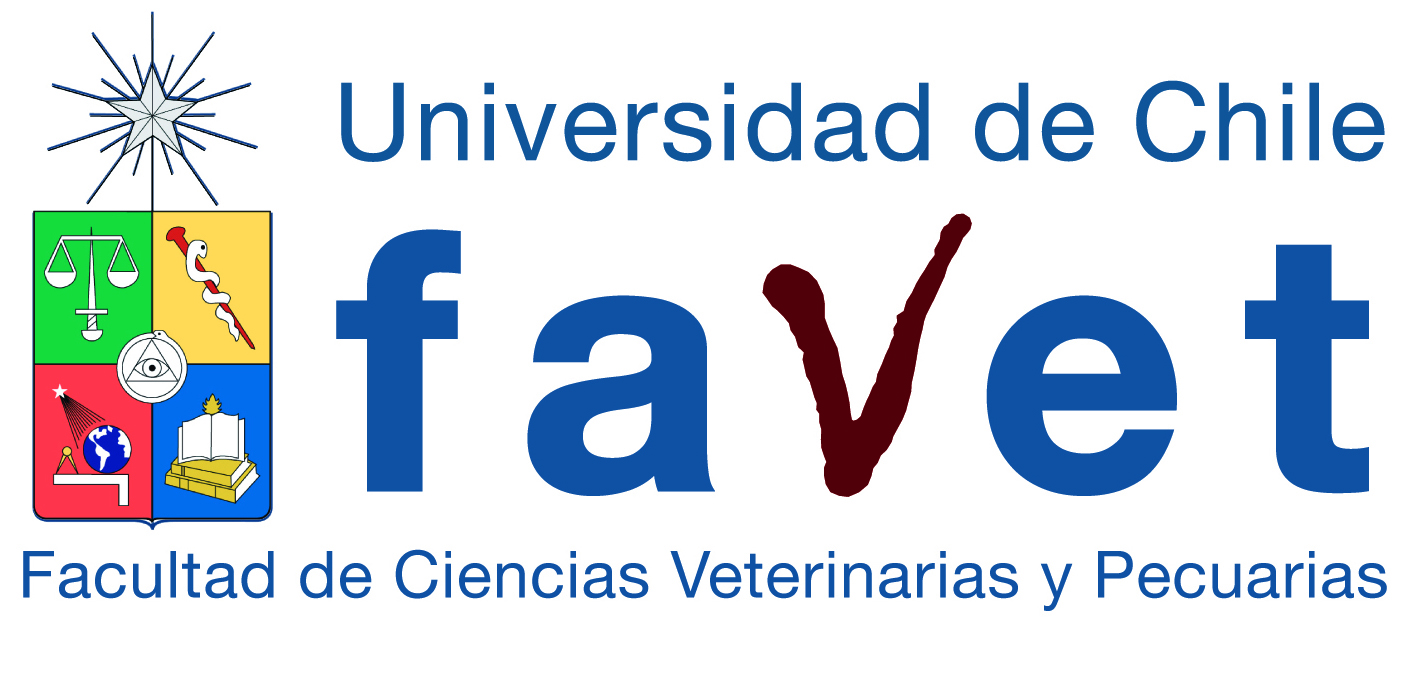 Universidad de Chile
favet
Facultad de Ciencias Veterinarias y Pecuarias